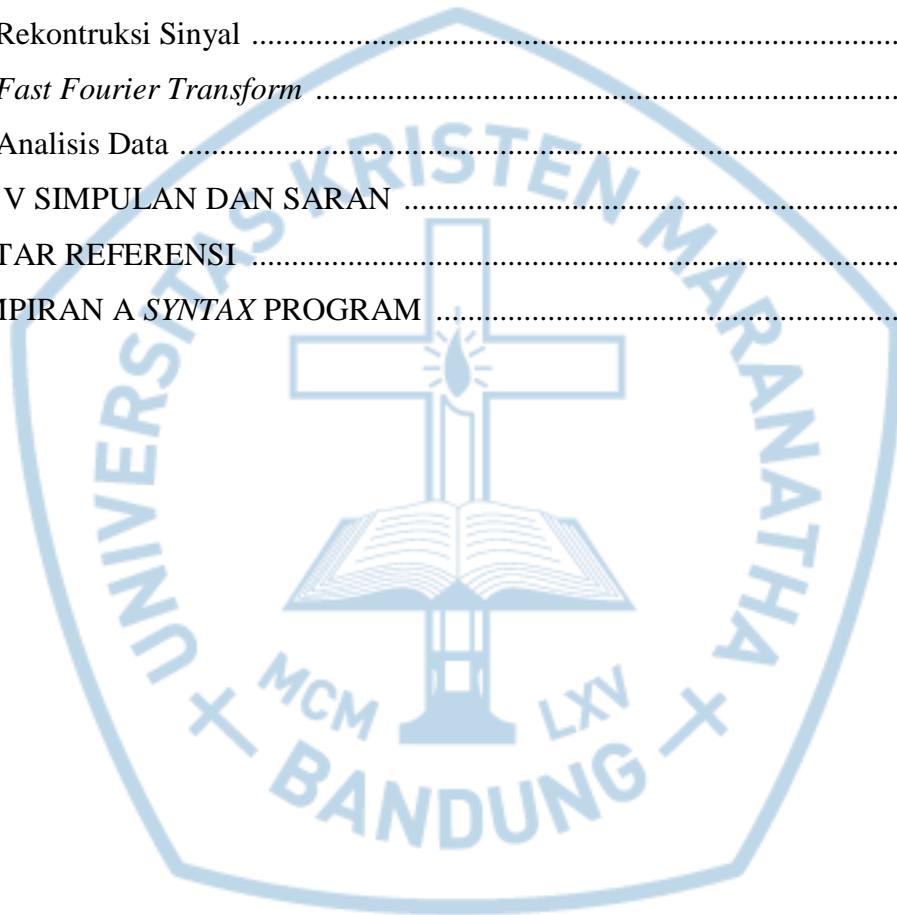 Rekontruksi Sinyal ................................................
Fast Fourier Transform ................................................
Analisis Data ................................................
V SIMPULAN DAN SARAN ................................................
TAR REFERENSI ................................................
MPIRAN A SYNTAX PROGRAM ................................................
UNIVERSITAS KRISTEN MARANATHA
MCM LXV
BANDUNG